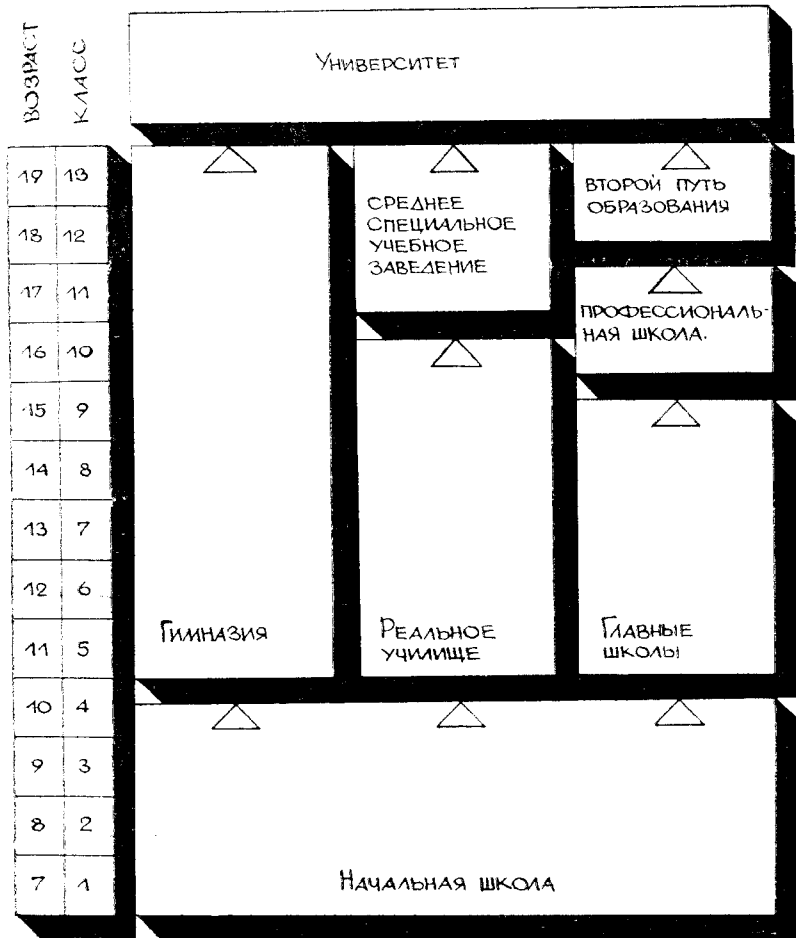 ВОЗРАСТ
КЛАСС
УНИВЕРСИТЕТ
19 13
18 12
17 11
16 10
15 9
14 8
13 7
12 6
11 5
10 4
9 3
8 2
7 1
СРЕДНЕЕ
СПЕЦИАЛЬНОЕ
УЧЕБНОЕ
ЗАВЕДЕНИЕ
ВТОРОЙ ПУТЬ
ОБРАЗОВАНИЯ
ПРОФЕССИОНАЛЬ-
НАЯ ШКОЛА.
ГИМНАЗИЯ
РЕАЛЬНОЕ
УЧИЛИЩЕ
ГЛАВНЫЕ
ШКОЛЫ
НАЧАЛЬНАЯ ШКОЛА